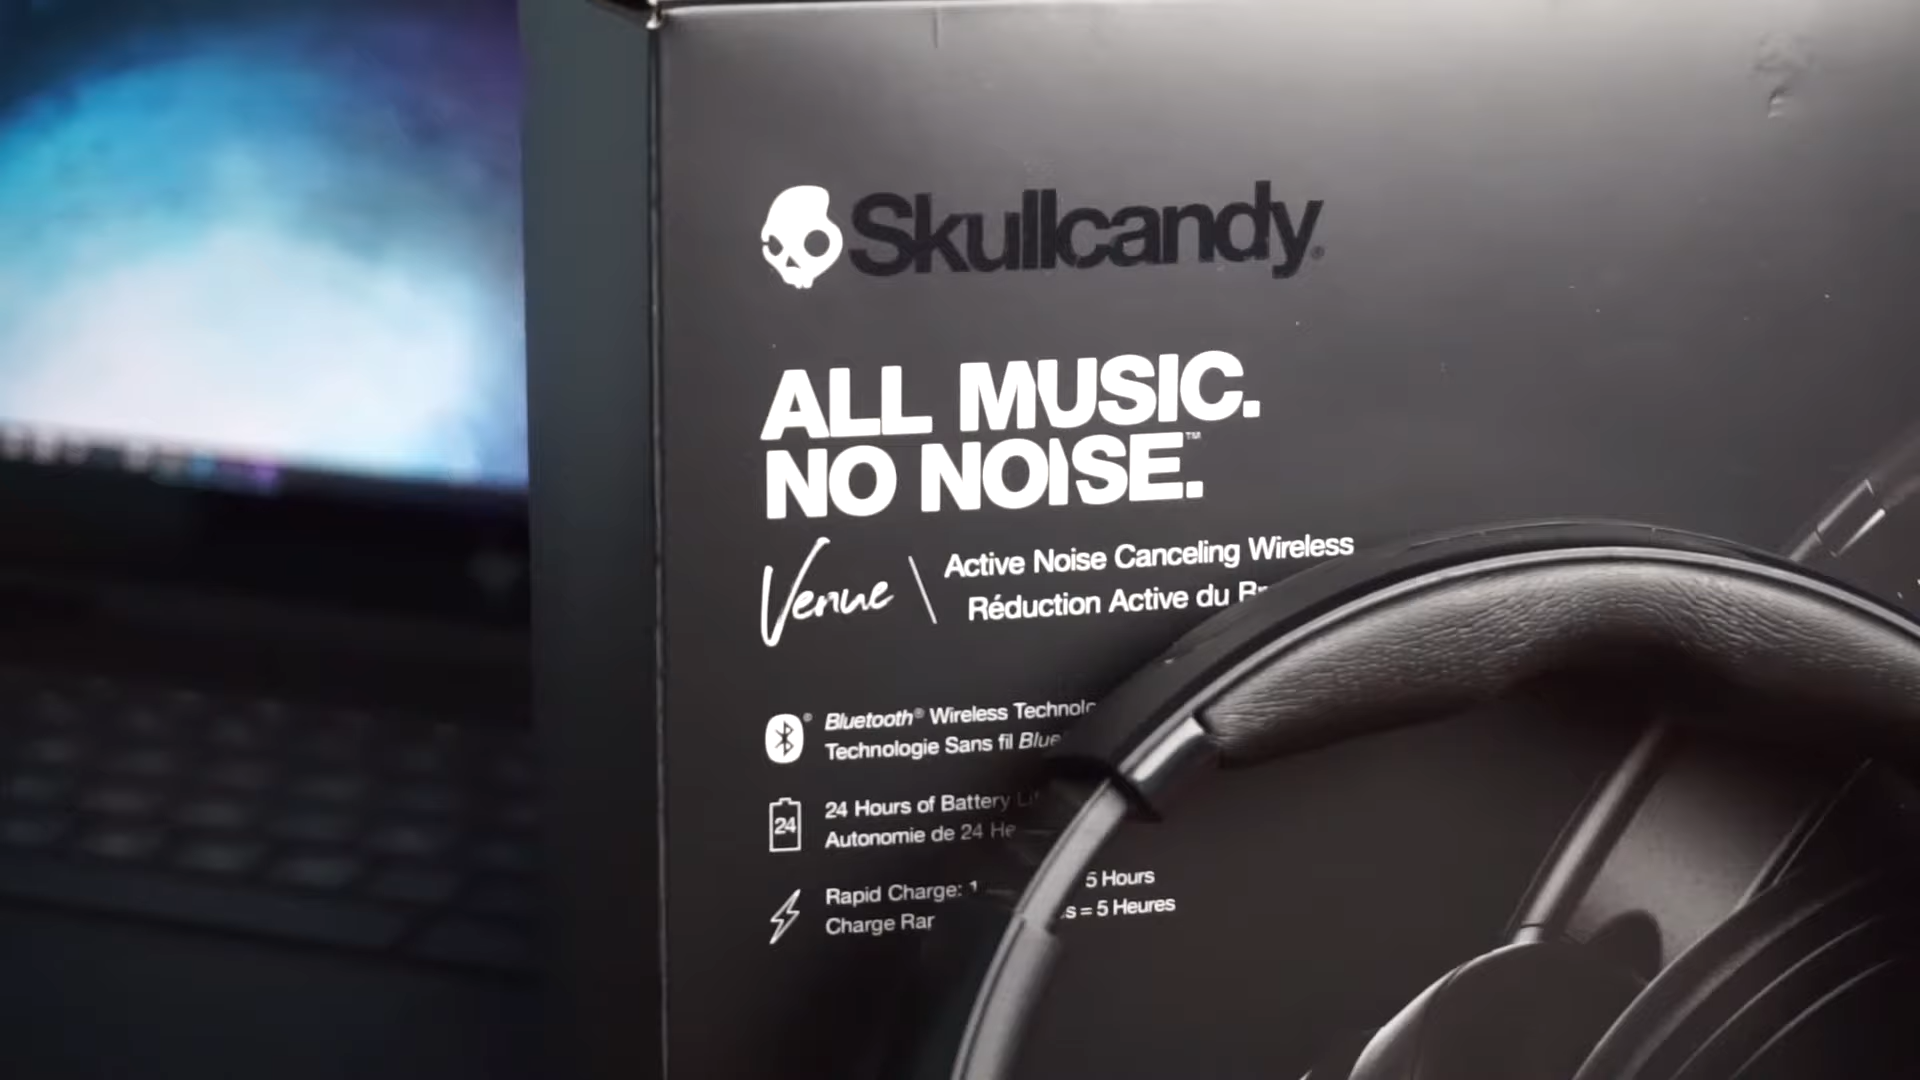 Skullcandy®
ALL MUSIC.
NO NOISE.™
Venue \ Active Noise Canceling Wireless
Réduction Active du
Bluetooth® Wireless
Technologie Sans fil
24 Hours of Battery
24
Autonomie de 24
Rapid Charge: 5 Hours
Charge = 5 Heures